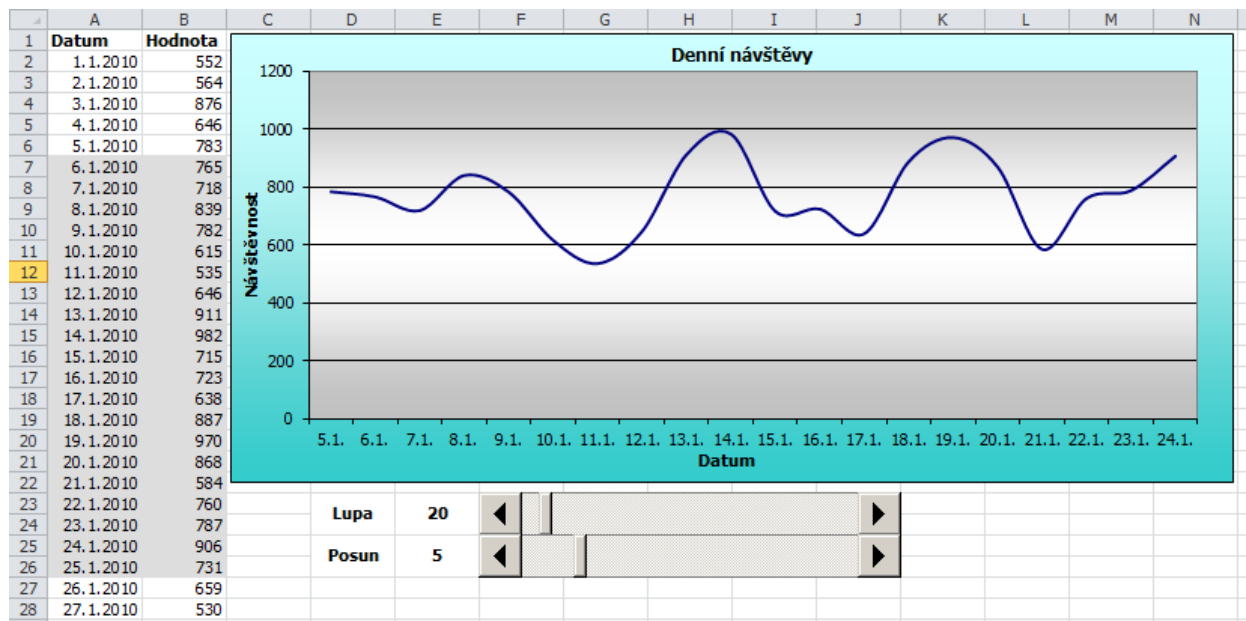 A B C D E F G H I J K L M N
1 Datum Hodnota
2 1.1.2010 552
3 2.1.2010 564
4 3.1.2010 876
5 4.1.2010 646
6 5.1.2010 783
7 6.1.2010 765
8 7.1.2010 718
9 8.1.2010 839
10 9.1.2010 782
11 10.1.2010 615
12 11.1.2010 535
13 12.1.2010 646
14 13.1.2010 911
15 14.1.2010 982
16 15.1.2010 715
17 16.1.2010 723
18 17.1.2010 638
19 18.1.2010 887
20 19.1.2010 970
21 20.1.2010 868
22 21.1.2010 584
23 22.1.2010 760
24 23.1.2010 787
25 24.1.2010 906
26 25.1.2010 731
27 26.1.2010 659
28 27.1.2010 530
Denní návštěvy
1200
1000
800
600
400
200
0
Návštěvnost
5.1. 6.1. 7.1. 8.1. 9.1. 10.1. 11.1. 12.1. 13.1. 14.1. 15.1. 16.1. 17.1. 18.1. 19.1. 20.1. 21.1. 22.1. 23.1. 24.1.
Datum
Lupa 20
Posun 5